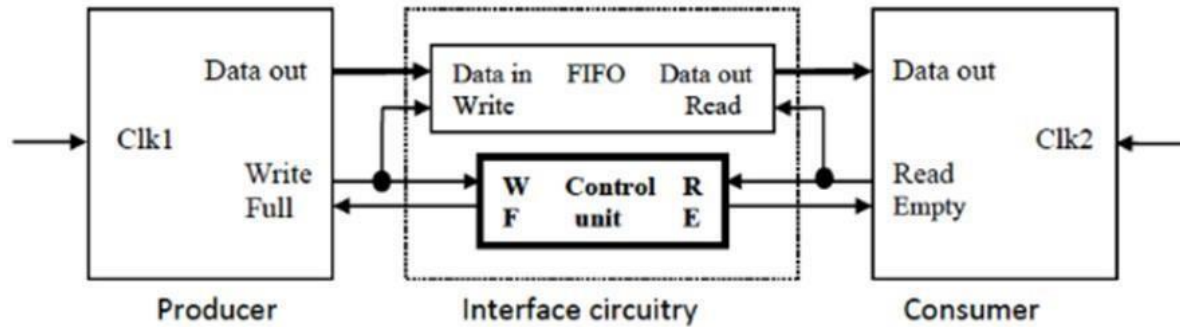 Data out
Clk1
Write
Full
Data in FIFO Data out
Write Read
W Control R
F unit E
Data out
Clk2
Read
Empty
Producer
Interface circuitry
Consumer